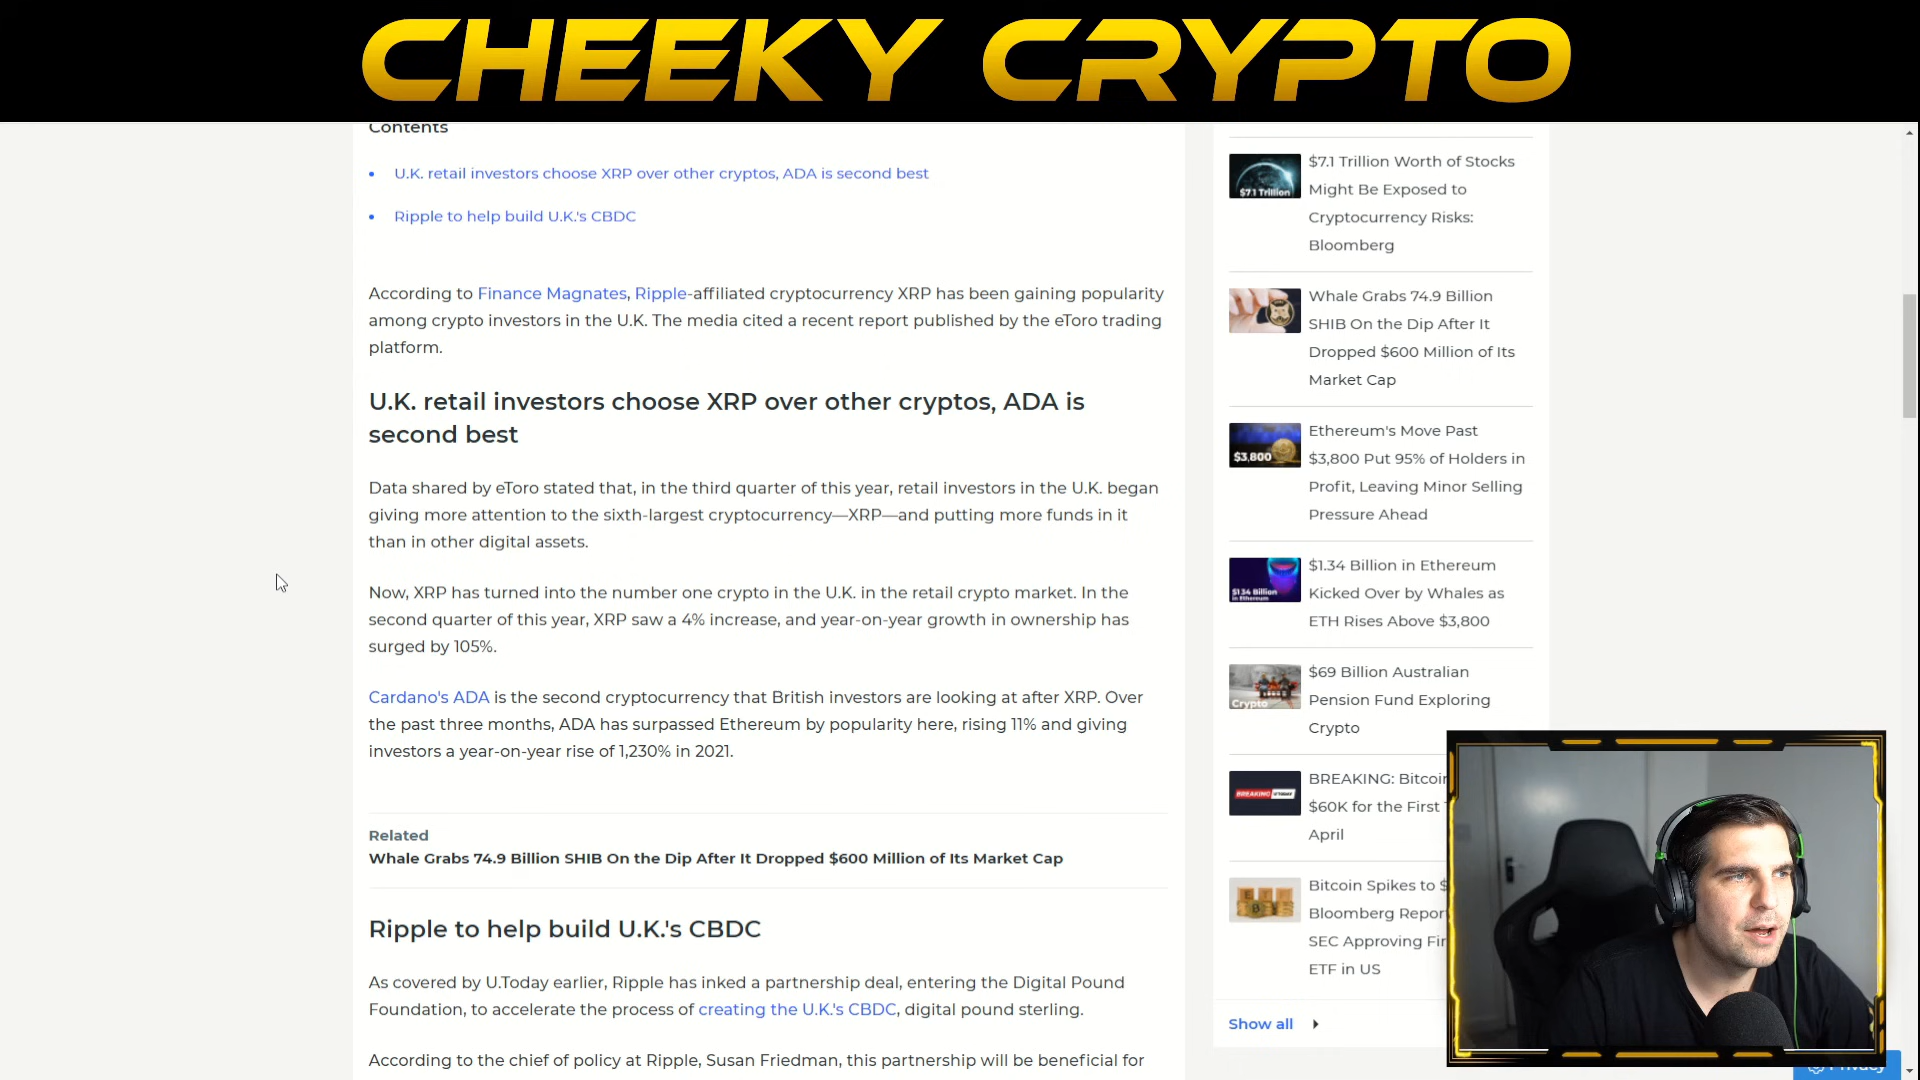 CHEEKY CRYPTO
Contents
U.K. retail investors choose XRP over other cryptos, ADA is second best
Ripple to help build U.K.'s CBDC
According to Finance Magnates, Ripple-affiliated cryptocurrency XRP has been gaining popularity
among crypto investors in the U.K. The media cited a recent report published by the eToro trading
platform.
U.K. retail investors choose XRP over other cryptos, ADA is
second best
Data shared by eToro stated that, in the third quarter of this year, retail investors in the U.K. began
giving more attention to the sixth-largest cryptocurrency—XRP—and putting more funds in it
than in other digital assets.
Now, XRP has turned into the number one crypto in the U.K. in the retail crypto market. In the
second quarter of this year, XRP saw a 4% increase, and year-on-year growth in ownership has
surged by 105%.
Cardano's ADA is the second cryptocurrency that British investors are looking at after XRP. Over
the past three months, ADA has surpassed Ethereum by popularity here, rising 11% and giving
investors a year-on-year rise of 1,230% in 2021.
Related
Whale Grabs 74.9 Billion SHIB On the Dip After It Dropped $600 Million of Its Market Cap
Ripple to help build U.K.'s CBDC
As covered by U.Today earlier, Ripple has inked a partnership deal, entering the Digital Pound
Foundation, to accelerate the process of creating the U.K.'s CBDC, digital pound sterling.
According to the chief of policy at Ripple, Susan Friedman, this partnership will be beneficial for
$7.1 Trillion
$7.1 Trillion Worth of Stocks
Might Be Exposed to
Cryptocurrency Risks:
Bloomberg
Whale Grabs 74.9 Billion
SHIB On the Dip After It
Dropped $600 Million of Its
Market Cap
$3,800
Ethereum's Move Past
$3,800 Put 95% of Holders in
Profit, Leaving Minor Selling
Pressure Ahead
$1.34 Billion
in Ethereum
$1.34 Billion in Ethereum
Kicked Over by Whales as
ETH Rises Above $3,800
Crypto
$69 Billion Australian
Pension Fund Exploring
Crypto
BREAKING
BREAKING: Bitcoin
$60K for the First
April
Bitcoin Spikes to $
Bloomberg Repor
SEC Approving Fir
ETF in US
Show all
Privacy